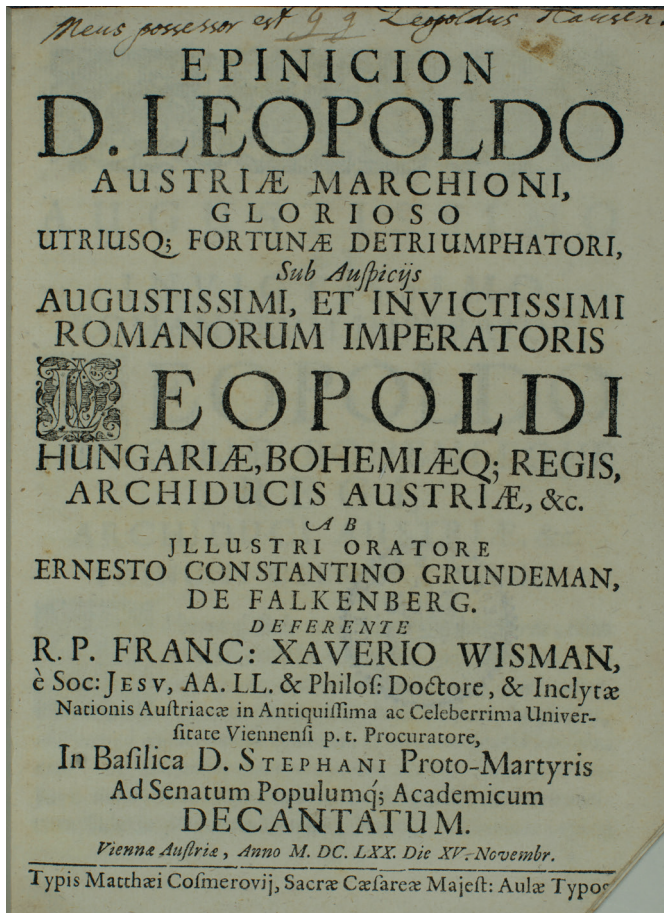 Meus possessor est Leopoldus Hausen.
EPINICION
D. LEOPOLDO
AUSTRIÆ MARCHIONI,
GLORIOSO
UTRIUSQ; FORTUNÆ DETRIUMPHATORI,
Sub Auſpicijs
AUGUSTISSIMI, ET INVICTISSIMI
ROMANORUM IMPERATORIS
LEOPOLDI
HUNGARIÆ, BOHEMIÆQ; REGIS,
ARCHIDUCIS AUSTRIÆ, &c.
AB
JLLUSTRI ORATORE
ERNESTO CONSTANTINO GRUNDEMAN,
DE FALKENBERG.
DEFERENTE
R. P. FRANC: XAVERIO WISMAN,
è Soc: JESV, AA. LL. & Philoſ: Doctore, & Inclytæ
Nationis Auſtriacæ in Antiquiſſima ac Celeberrima Univer-
ſitate Viennenſi p. t. Procuratore,
In Baſilica D. STEPHANI Proto-Martyris
Ad Senatum Populumq́; Academicum
DECANTATUM.
Viennæ Auſtriæ, Anno M. DC. LXX. Die XV. Novembr.
Typis Matthæi Coſmerovij, Sacræ Cæſareæ Majeſt: Aulæ Typog